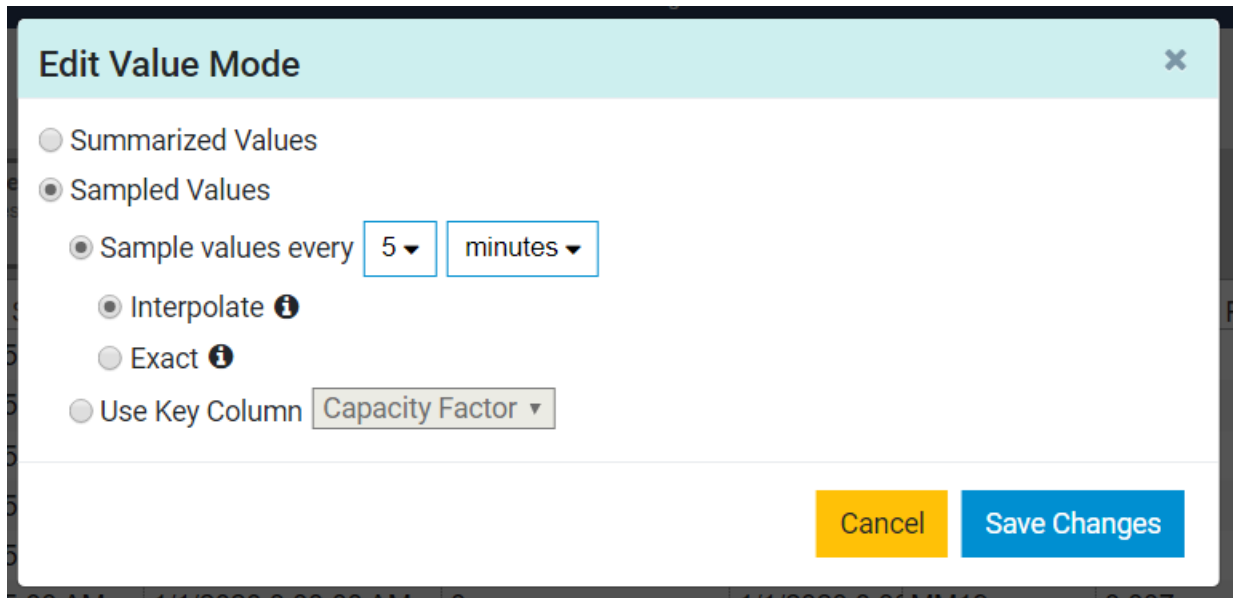 Edit Value Mode
Summarized Values
Sampled Values
Sample values every 5 minutes
Interpolate
Exact
Use Key Column Capacity Factor
Cancel Save Changes